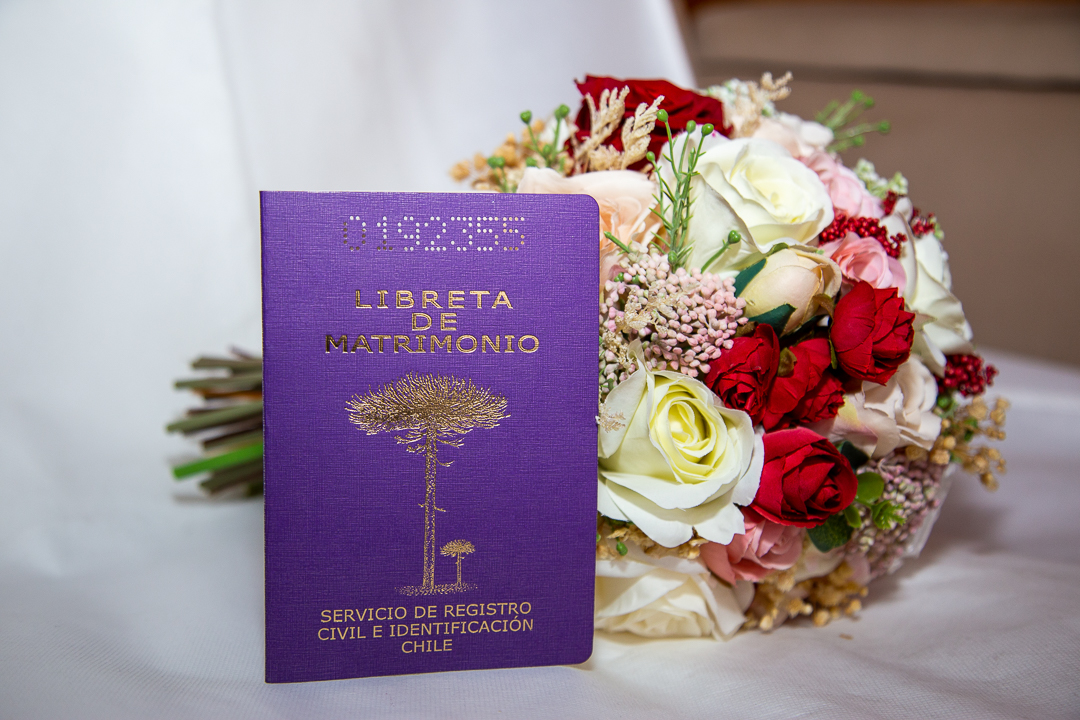 0192355
LIBRETA
DE
MATRIMONIO
SERVICIO DE REGISTRO
CIVIL E IDENTIFICACIÓN
CHILE